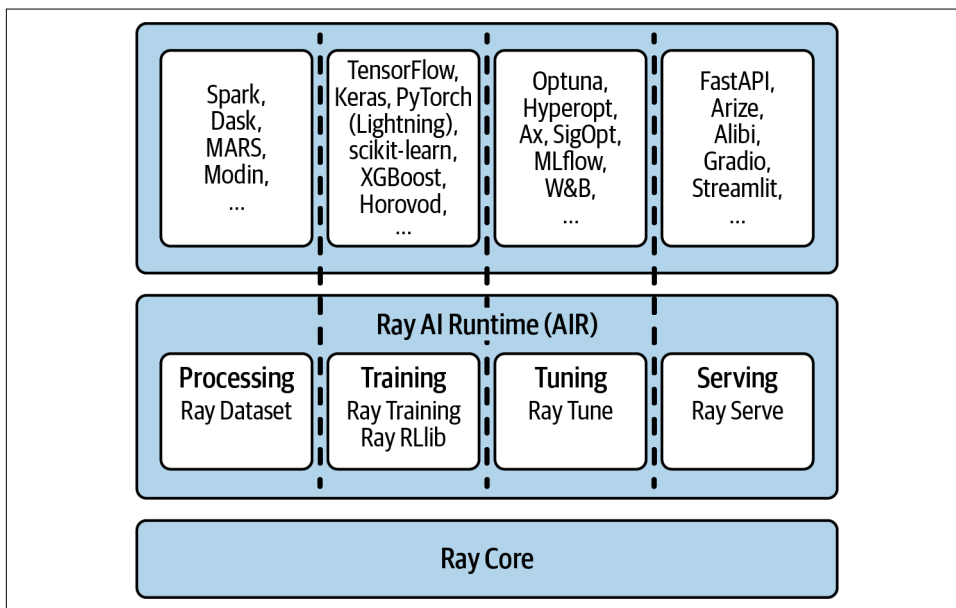 Spark,
Dask,
MARS,
Modin,
...
TensorFlow,
Keras, PyTorch
(Lightning),
scikit-learn,
XGBoost,
Horovod,
...
Optuna,
Hyperopt,
Ax, SigOpt,
MLflow,
W&B,
...
FastAPI,
Arize,
Alibi,
Gradio,
Streamlit,
...
Ray AI Runtime (AIR)
Processing
Ray Dataset
Training
Ray Training
Ray RLlib
Tuning
Ray Tune
Serving
Ray Serve
Ray Core